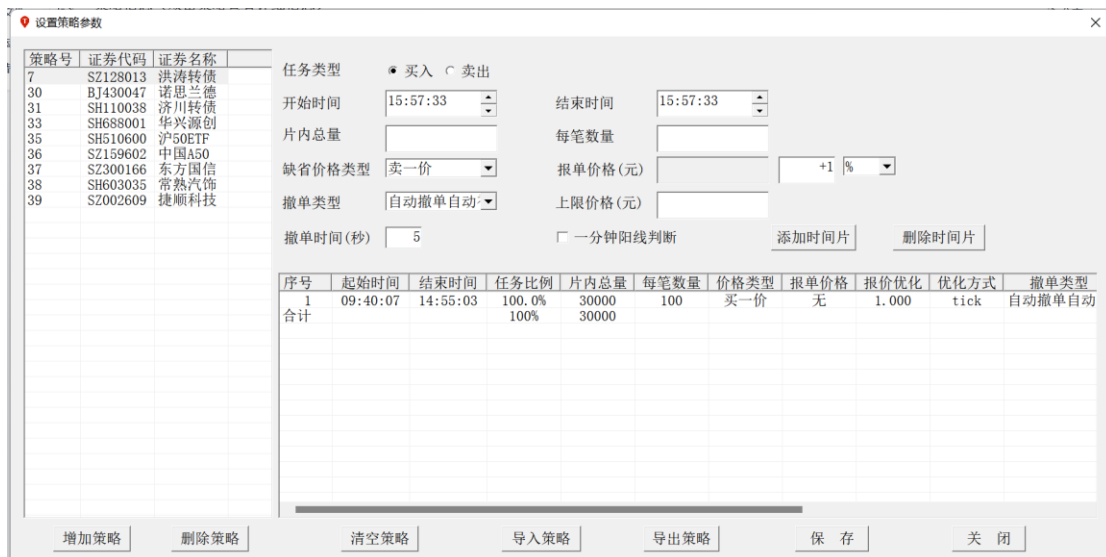 设置策略参数
策略号 证券代码 证券名称
7 SZ128013 洪涛转债
30 BJ430047 诺思兰德
31 SH110038 济川转债
33 SH688001 华兴源创
35 SH510600 沪50ETF
36 SZ159602 中国A50
37 SZ300166 东方国信
38 SH603035 常熟汽饰
39 SZ002609 捷顺科技
任务类型 买入 卖出
开始时间 15:57:33 结束时间 15:57:33
片内总量 每笔数量
缺省价格类型 卖一价 报单价格(元) +1 %
撤单类型 自动撤单自动 上限价格(元)
撤单时间(秒) 5 一分钟阳线判断 添加时间片 删除时间片
序号 起始时间 结束时间 任务比例 片内总量 每笔数量 价格类型 报单价格 报价优化 优化方式 撤单类型
1 09:40:07 14:55:03 100.0% 30000 100 买一价 无 1.000 tick 自动撤单自动
合计 100% 30000
增加策略 删除策略 清空策略 导入策略 导出策略 保 存 关 闭